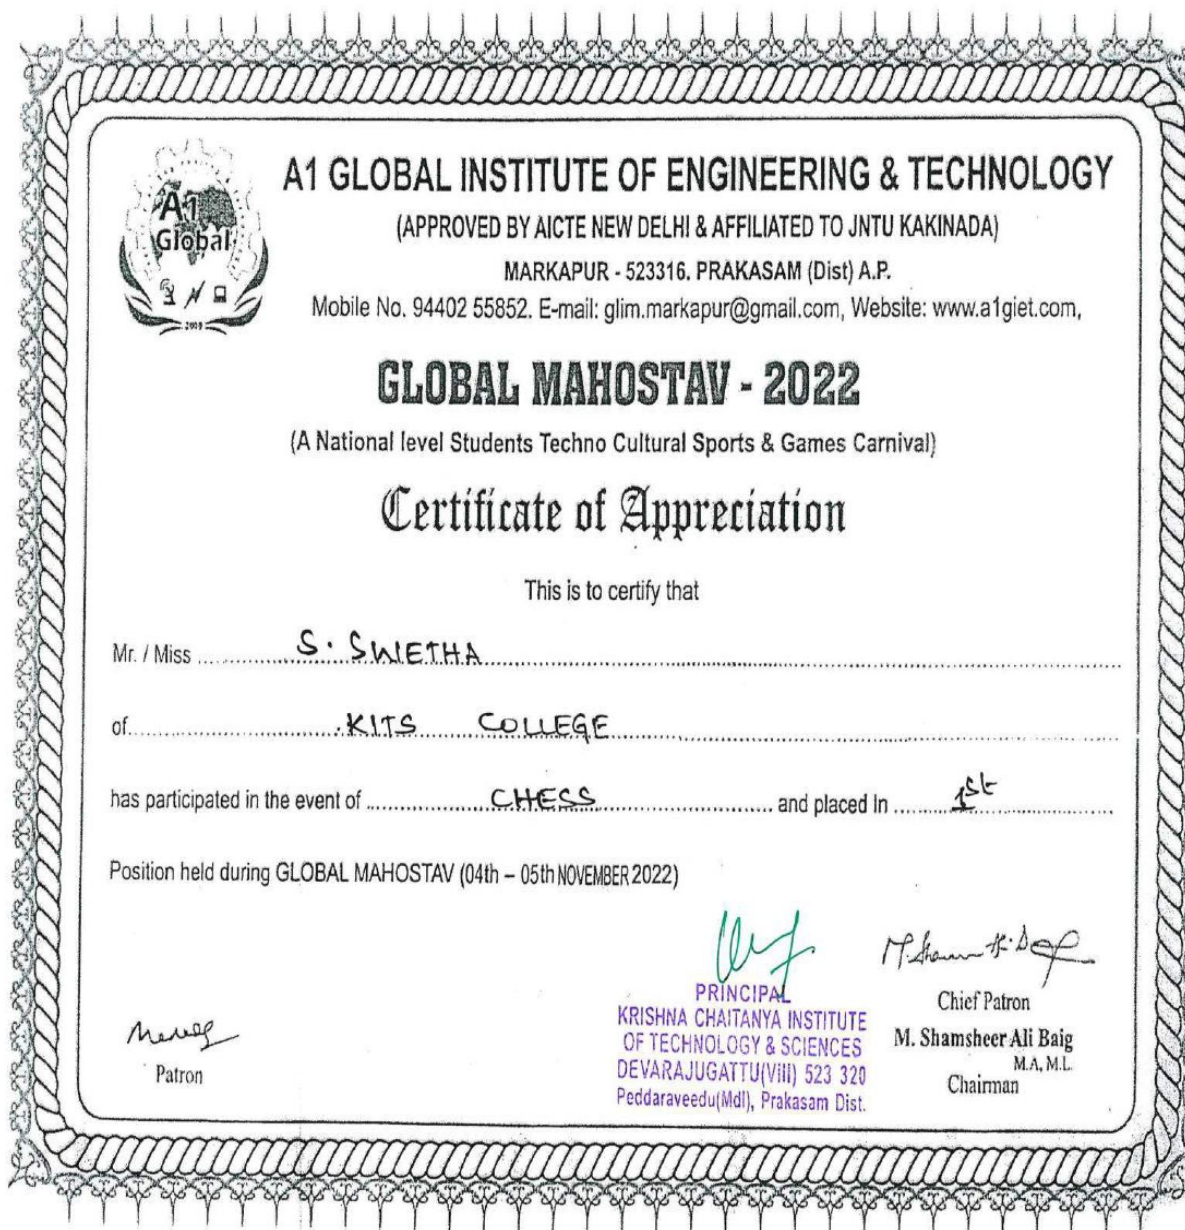 A1 Global
2009
A1 GLOBAL INSTITUTE OF ENGINEERING & TECHNOLOGY
(APPROVED BY AICTE NEW DELHI & AFFILIATED TO JNTU KAKINADA)
MARKAPUR - 523316. PRAKASAM (Dist) A.P.
Mobile No. 94402 55852. E-mail: glim.markapur@gmail.com, Website: www.a1giet.com,
GLOBAL MAHOSTAV - 2022
(A National level Students Techno Cultural Sports & Games Carnival)
Certificate of Appreciation
This is to certify that
Mr. / Miss S. SWETHA
of KITS COLLEGE
has participated in the event of CHESS and placed in 1st
Position held during GLOBAL MAHOSTAV (04th – 05th NOVEMBER 2022)
Patron
PRINCIPAL
KRISHNA CHAITANYA INSTITUTE
OF TECHNOLOGY & SCIENCES
DEVARAJUGATTU(Vill) 523 320
Peddaraveedu(Mdl), Prakasam Dist.
Chief Patron
M. Shamsheer Ali Baig
M.A, M.L.
Chairman